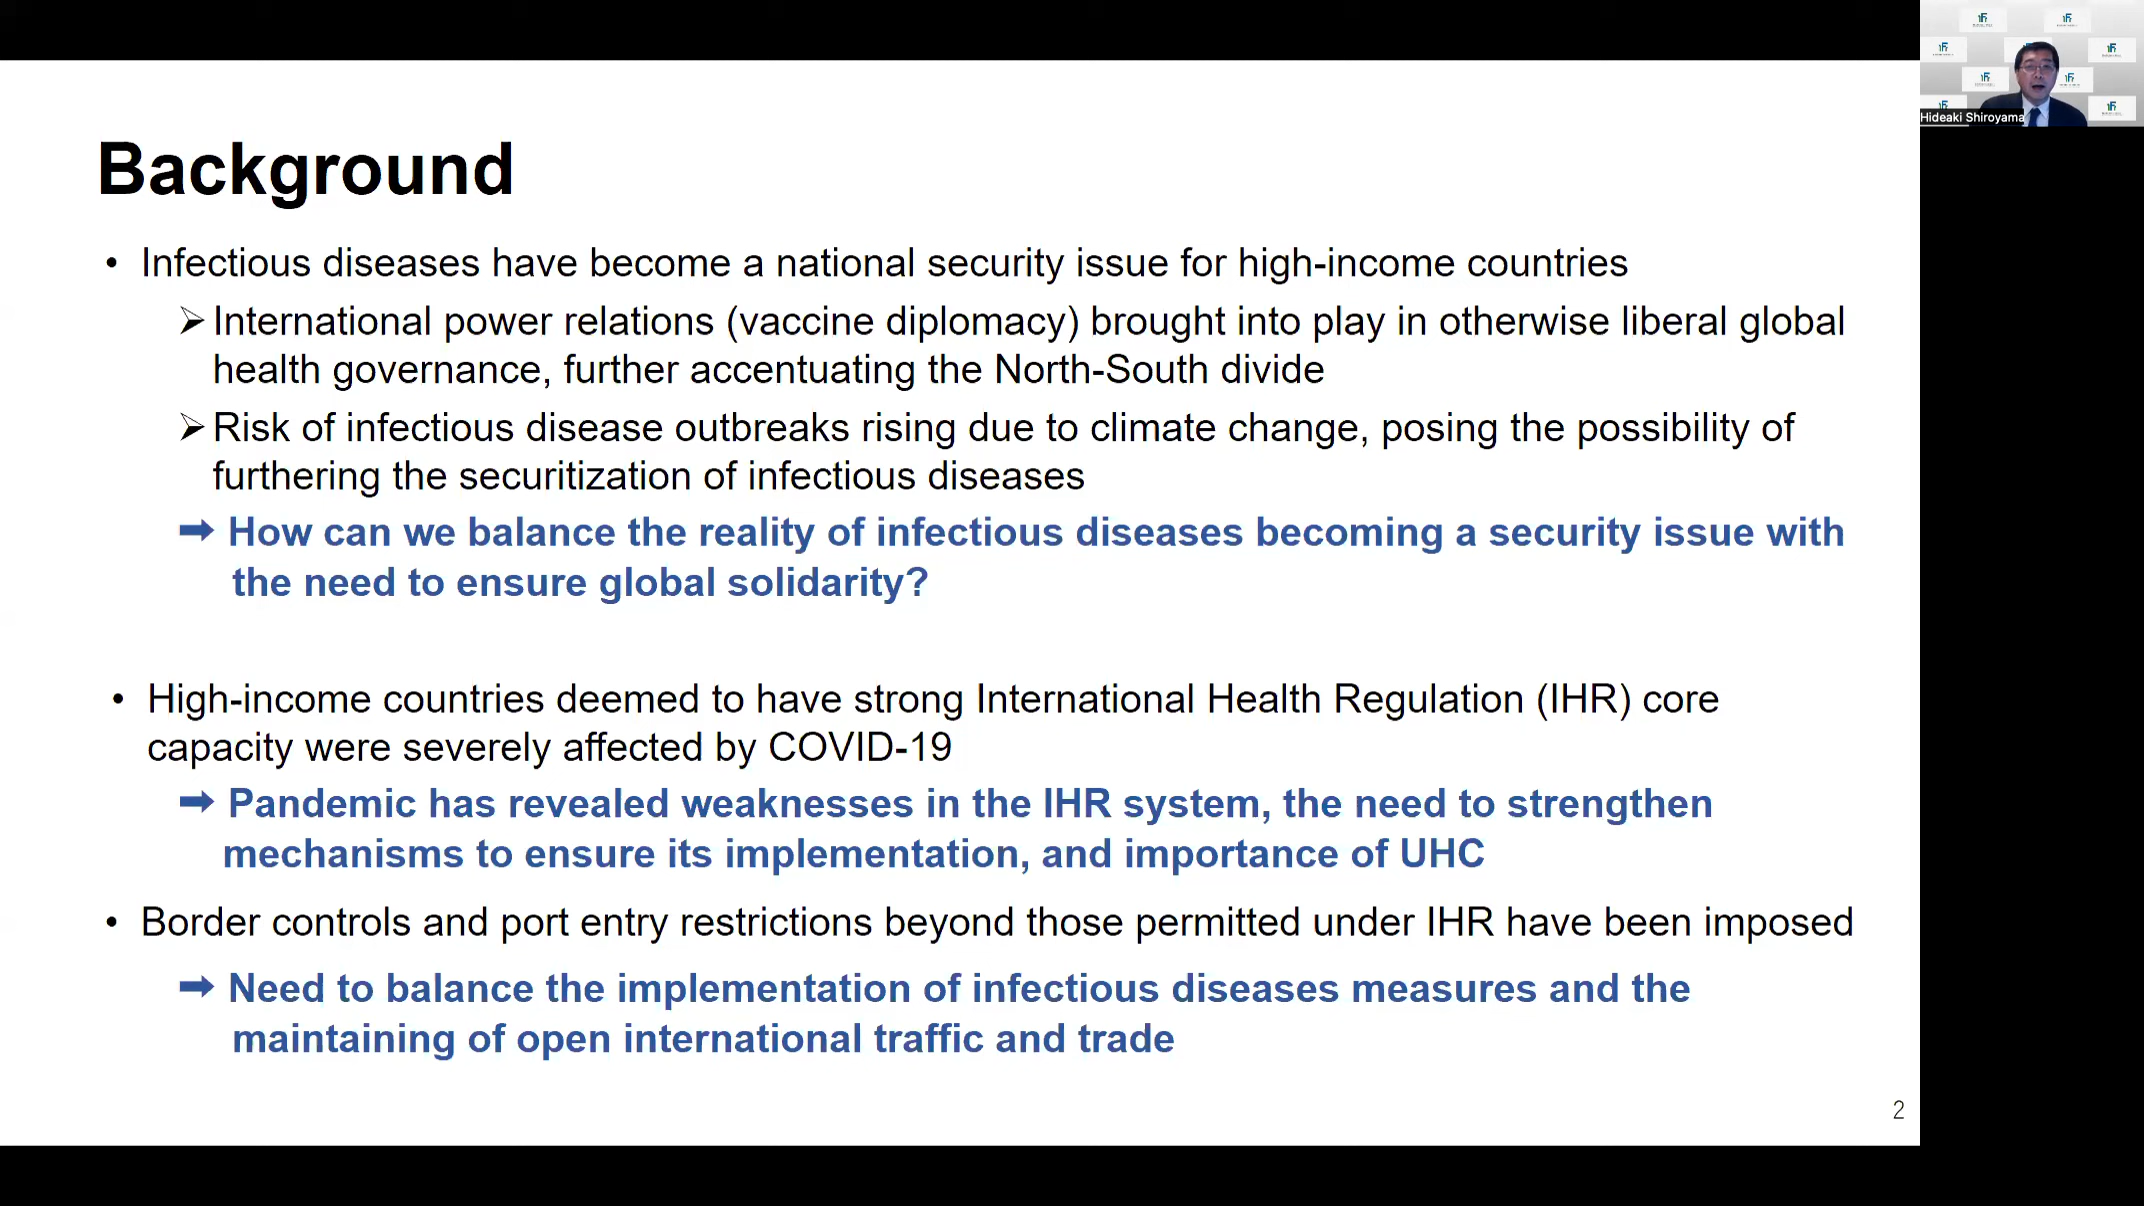 Hideaki Shiroyama
Background
• Infectious diseases have become a national security issue for high-income countries
➢ International power relations (vaccine diplomacy) brought into play in otherwise liberal global
health governance, further accentuating the North-South divide
➢ Risk of infectious disease outbreaks rising due to climate change, posing the possibility of
furthering the securitization of infectious diseases
➡ How can we balance the reality of infectious diseases becoming a security issue with
the need to ensure global solidarity?
• High-income countries deemed to have strong International Health Regulation (IHR) core
capacity were severely affected by COVID-19
➡ Pandemic has revealed weaknesses in the IHR system, the need to strengthen
mechanisms to ensure its implementation, and importance of UHC
• Border controls and port entry restrictions beyond those permitted under IHR have been imposed
➡ Need to balance the implementation of infectious diseases measures and the
maintaining of open international traffic and trade
2